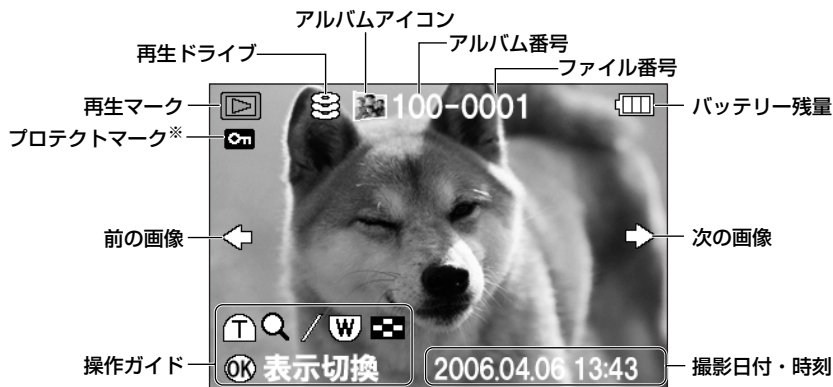 アルバムアイコン
アルバム番号
再生ドライブ
ファイル番号
再生マーク
100-0001
バッテリー残量
プロテクトマーク※
前の画像
次の画像
T / W
操作ガイド
OK 表示切換
2006.04.06 13:43
撮影日付・時刻